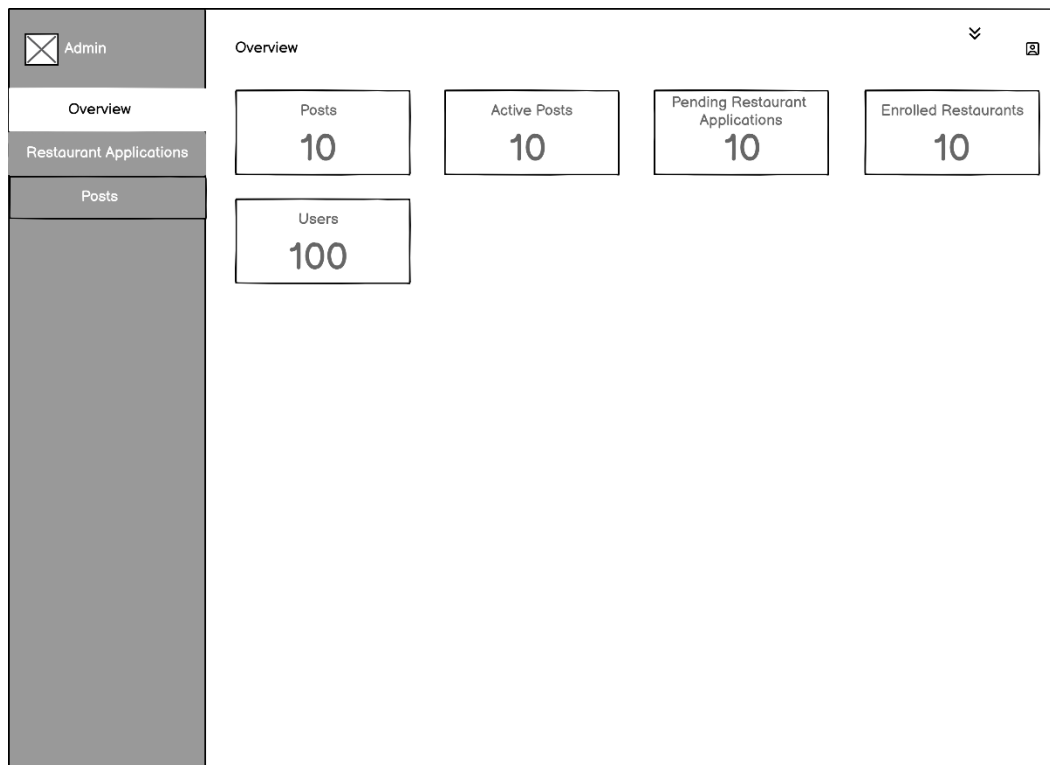 Admin
Overview
Restaurant Applications
Posts
Overview
Posts
10
Active Posts
10
Pending Restaurant
Applications
10
Enrolled Restaurants
10
Users
100